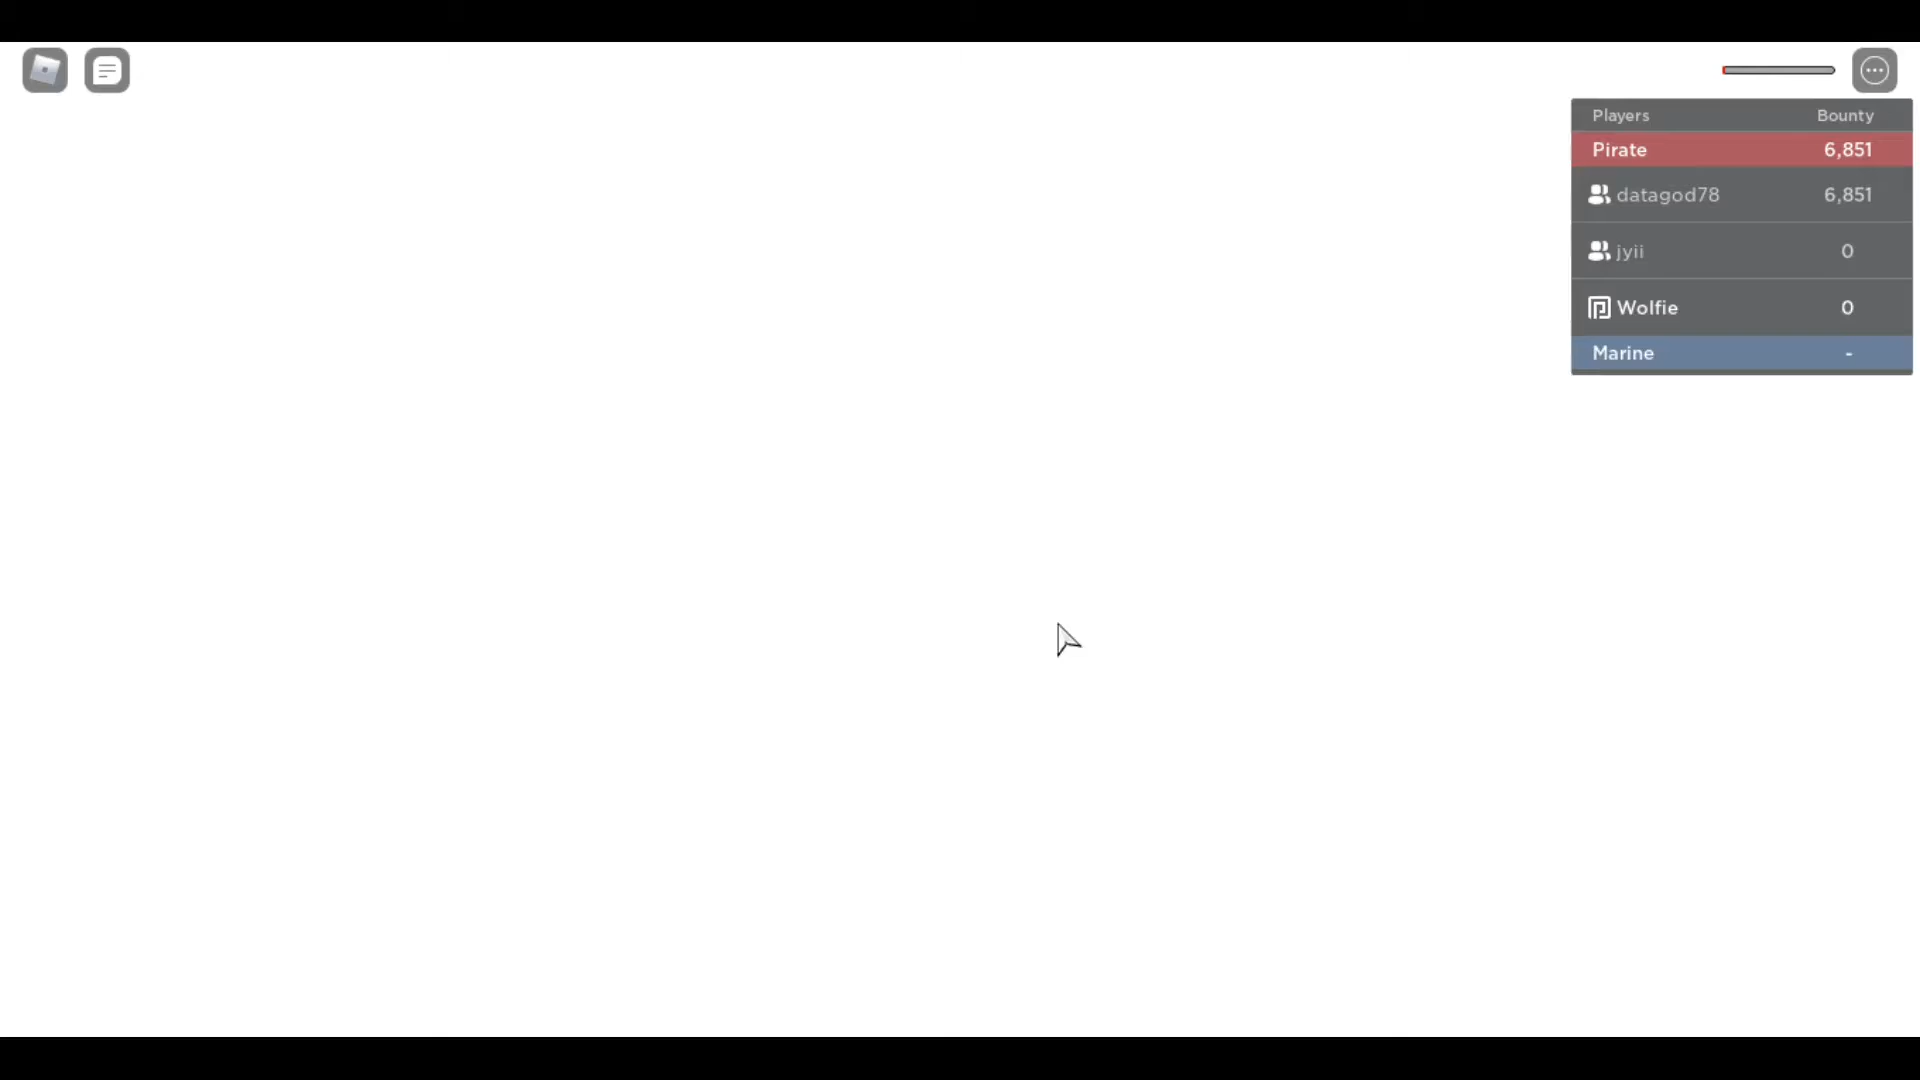 Players Bounty
Pirate 6,851
datagod78 6,851
jyii 0
Wolfie 0
Marine -